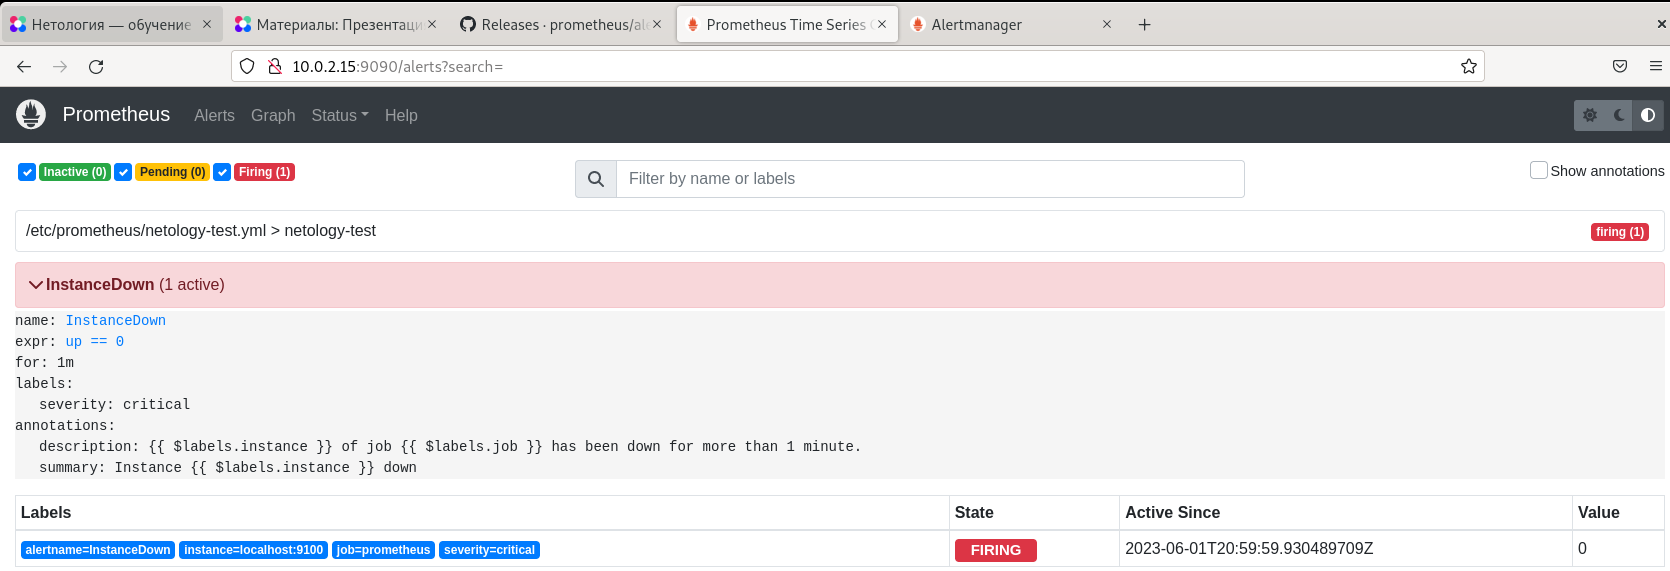 Нетология — обучение
Материалы: Презентаци
Releases · prometheus/ale
Prometheus Time Series
Alertmanager
10.0.2.15:9090/alerts?search=
Prometheus Alerts Graph Status Help
Inactive (0) Pending (0) Firing (1)
Filter by name or labels
Show annotations
/etc/prometheus/netology-test.yml > netology-test
firing (1)
InstanceDown (1 active)
name: InstanceDown
expr: up == 0
for: 1m
labels:
severity: critical
annotations:
description: {{ $labels.instance }} of job {{ $labels.job }} has been down for more than 1 minute.
summary: Instance {{ $labels.instance }} down
Labels State Active Since Value
alertname=InstanceDown instance=localhost:9100 job=prometheus severity=critical FIRING 2023-06-01T20:59:59.930489709Z 0